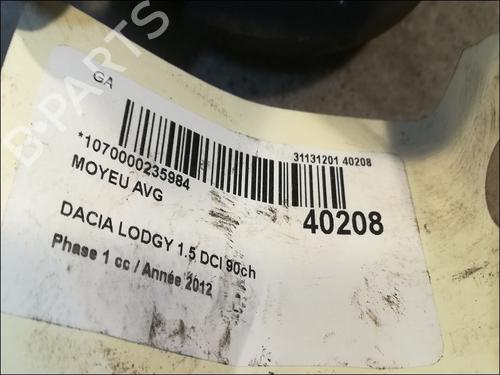 B-PARTS
GA
31131201 40208
*1070000235984
MOYEU AVG
40208
DACIA LODGY 1.5 DCI 90ch
Phase 1 cc / Année 2012